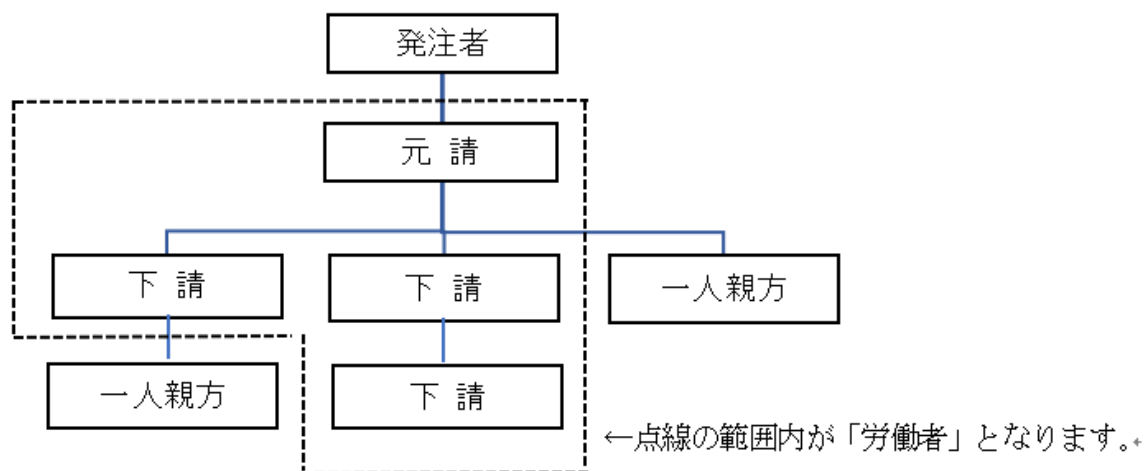 発注者
元 請
下 請
下 請
一人親方
一人親方
下 請
←点線の範囲内が「労働者」となります。